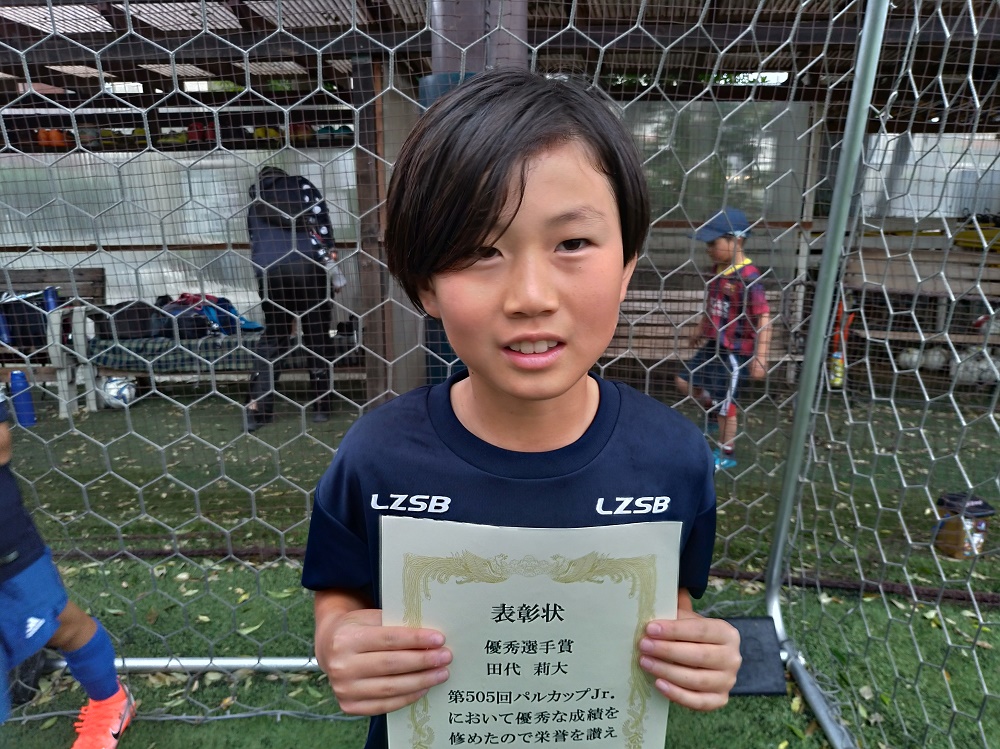 LZSB LZSB
表彰状
優秀選手賞
田代 莉大
第505回パルカップJr.
において優秀な成績を
修めたので栄誉を讃え